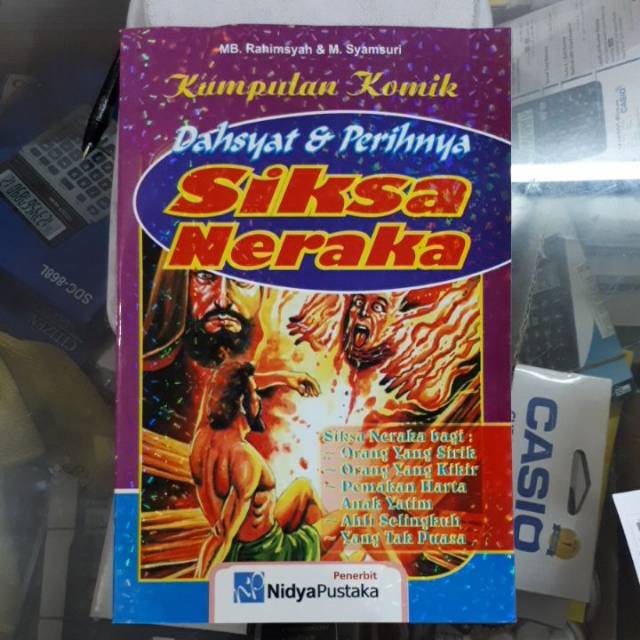 MB. Rahimsyah & M. Syamsuri
Kumpulan Komik
Dahsyat & Perihnya
Siksa
Neraka
Siksa Neraka bagi :
~ Orang Yang Sirik
~ Orang Yang Kikir
~ Pemakan Harta
Anak Yatim
~ Ahli Selingkuh
~ Yang Tak Puasa
Penerbit
NidyaPustaka
SDC-868L
CITIZEN
CASIO